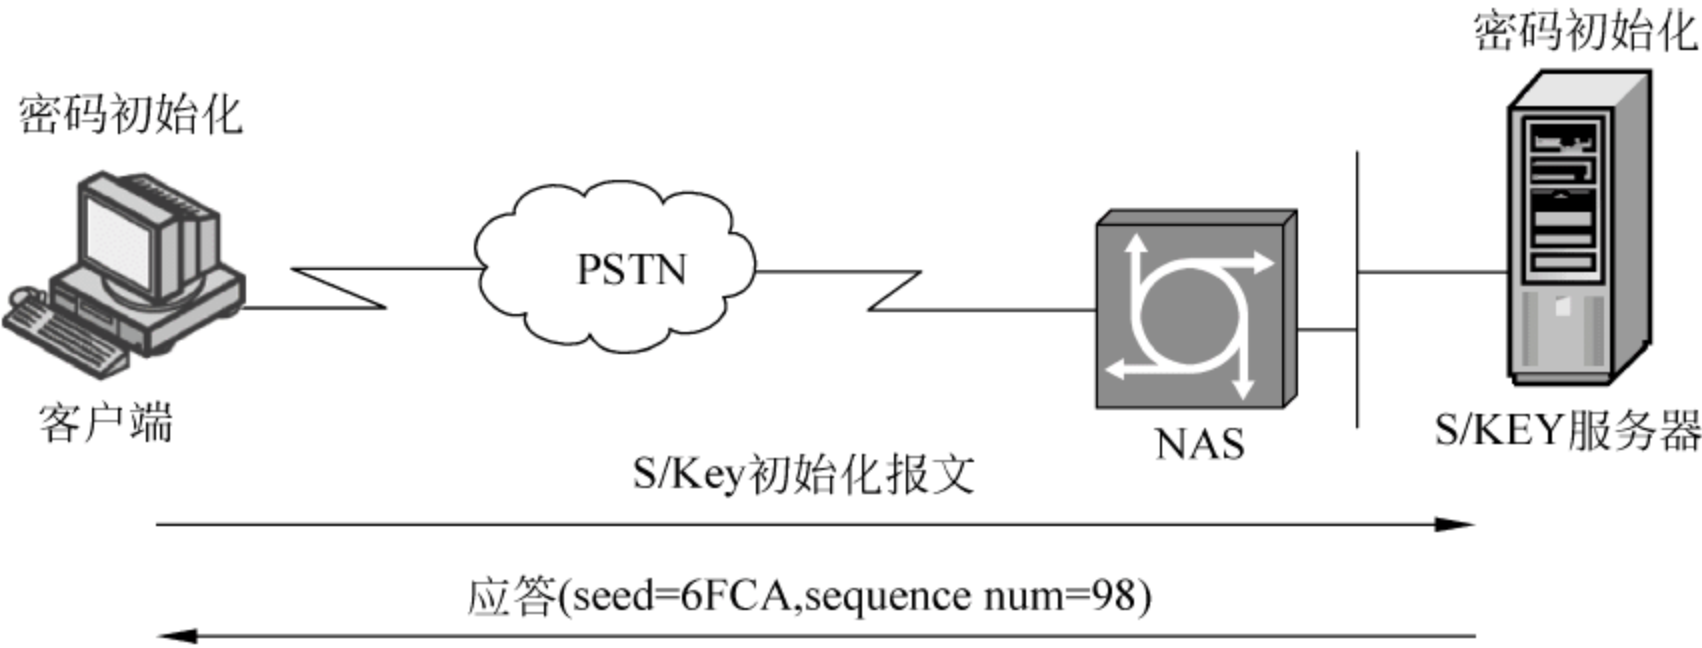 密码初始化
密码初始化
PSTN
客户端
NAS
S/KEY服务器
S/Key初始化报文
应答(seed=6FCA,sequence num=98)